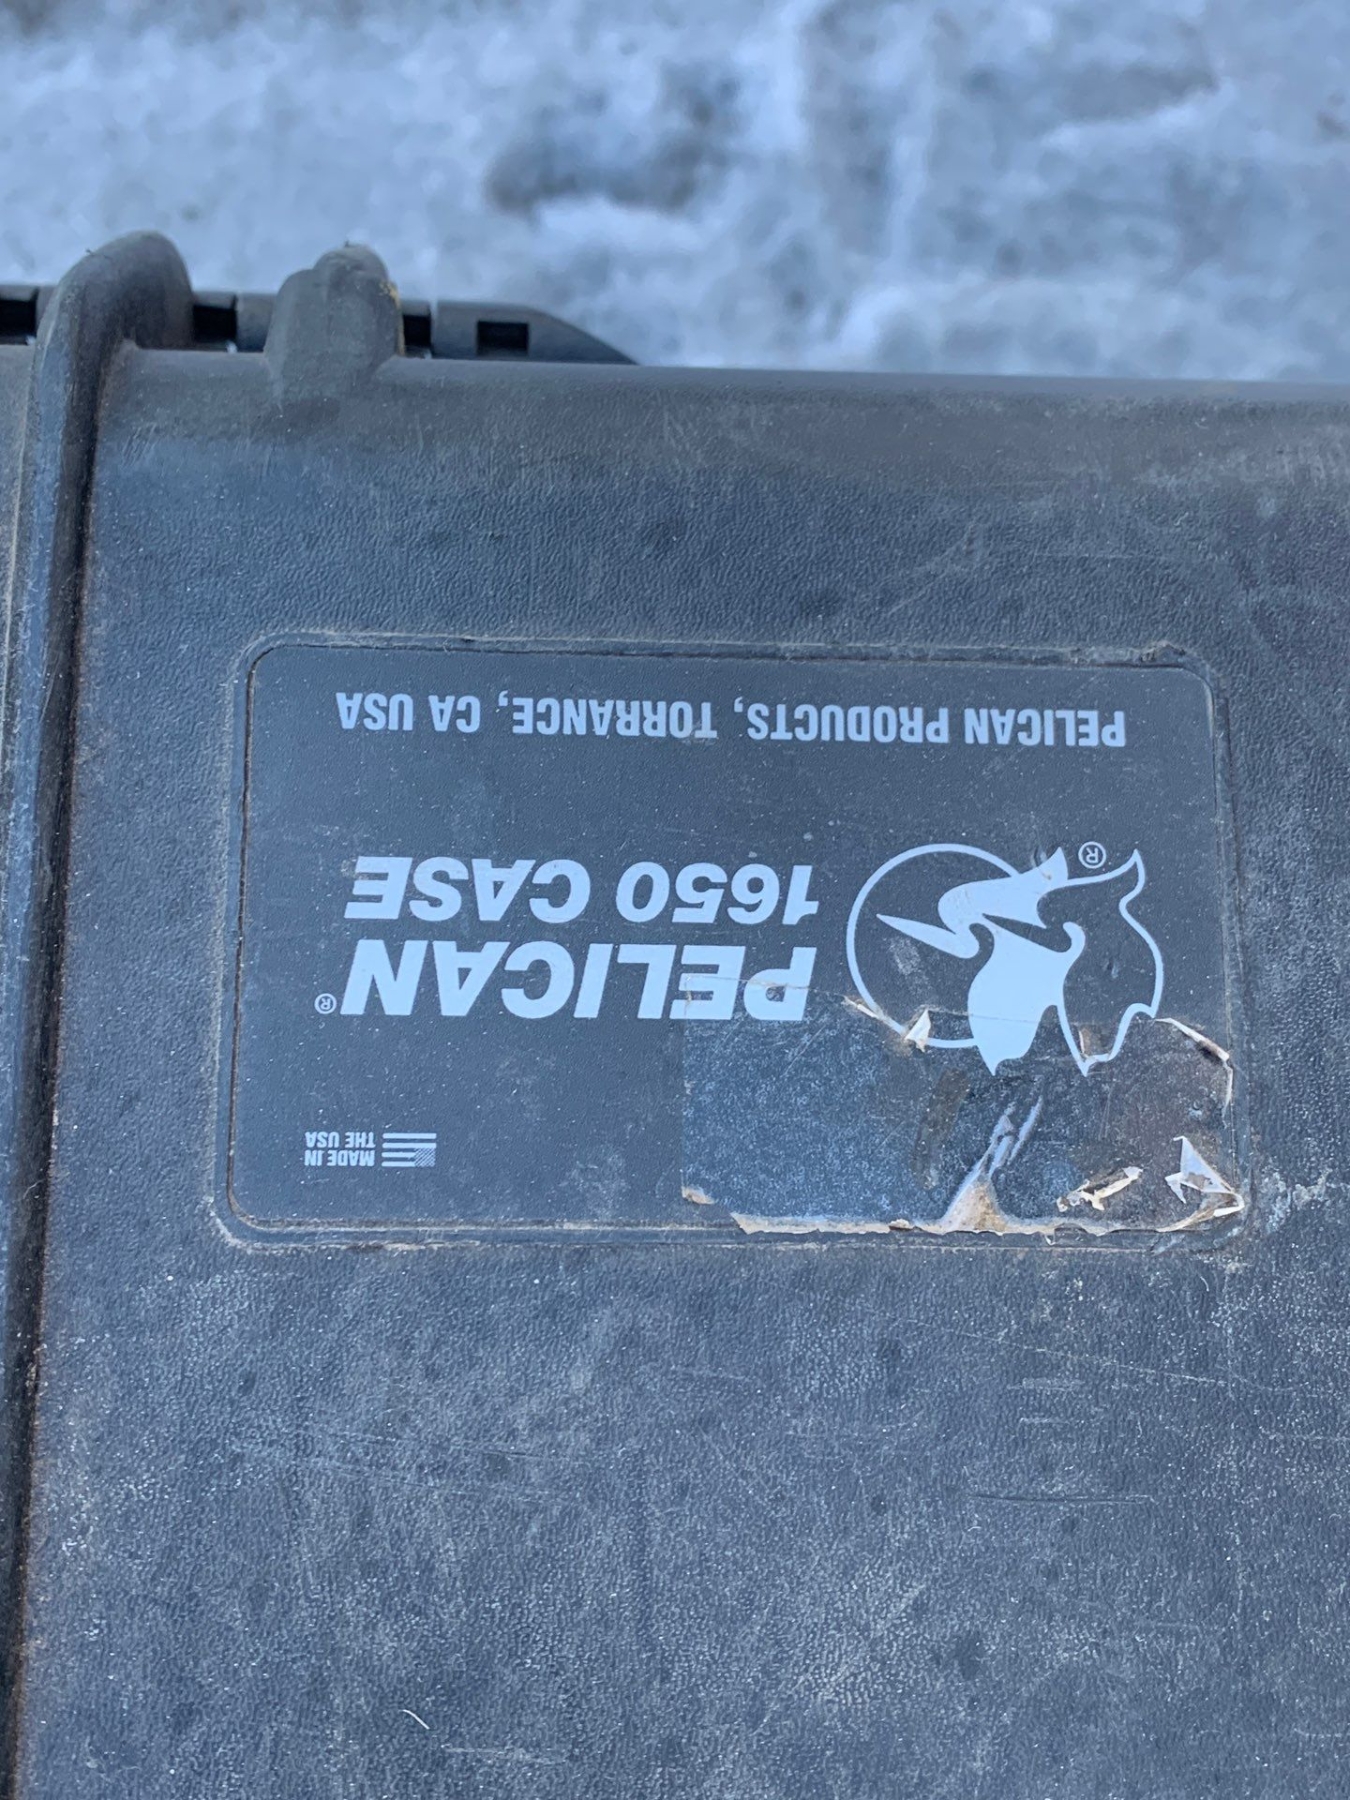 MADE IN
THE USA
PELICAN®
1650 CASE
®
PELICAN PRODUCTS, TORRANCE, CA USA